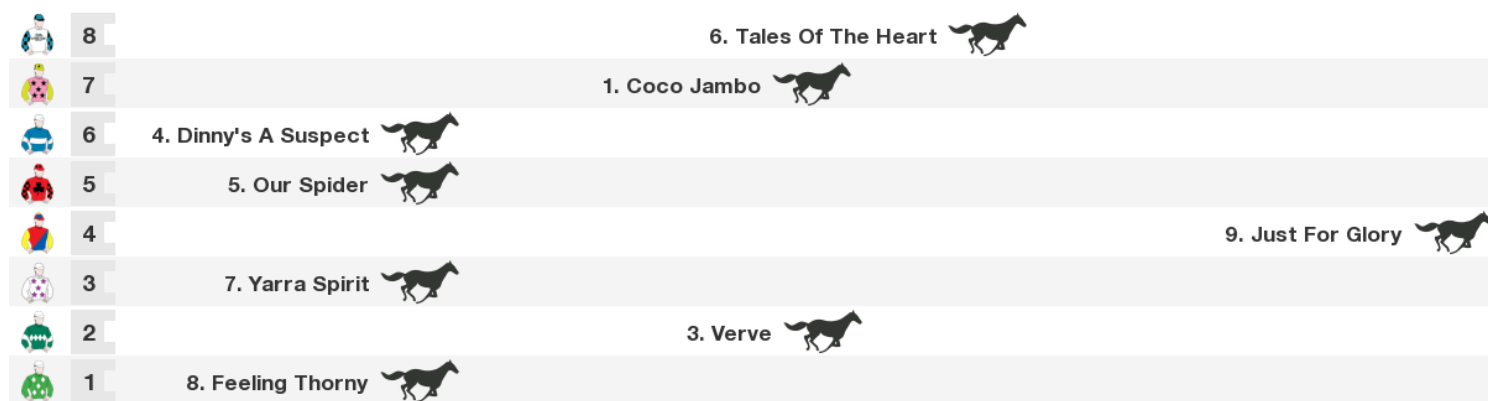 8 6. Tales Of The Heart
7 1. Coco Jambo
6 4. Dinny's A Suspect
5 5. Our Spider
4 9. Just For Glory
3 7. Yarra Spirit
2 3. Verve
1 8. Feeling Thorny